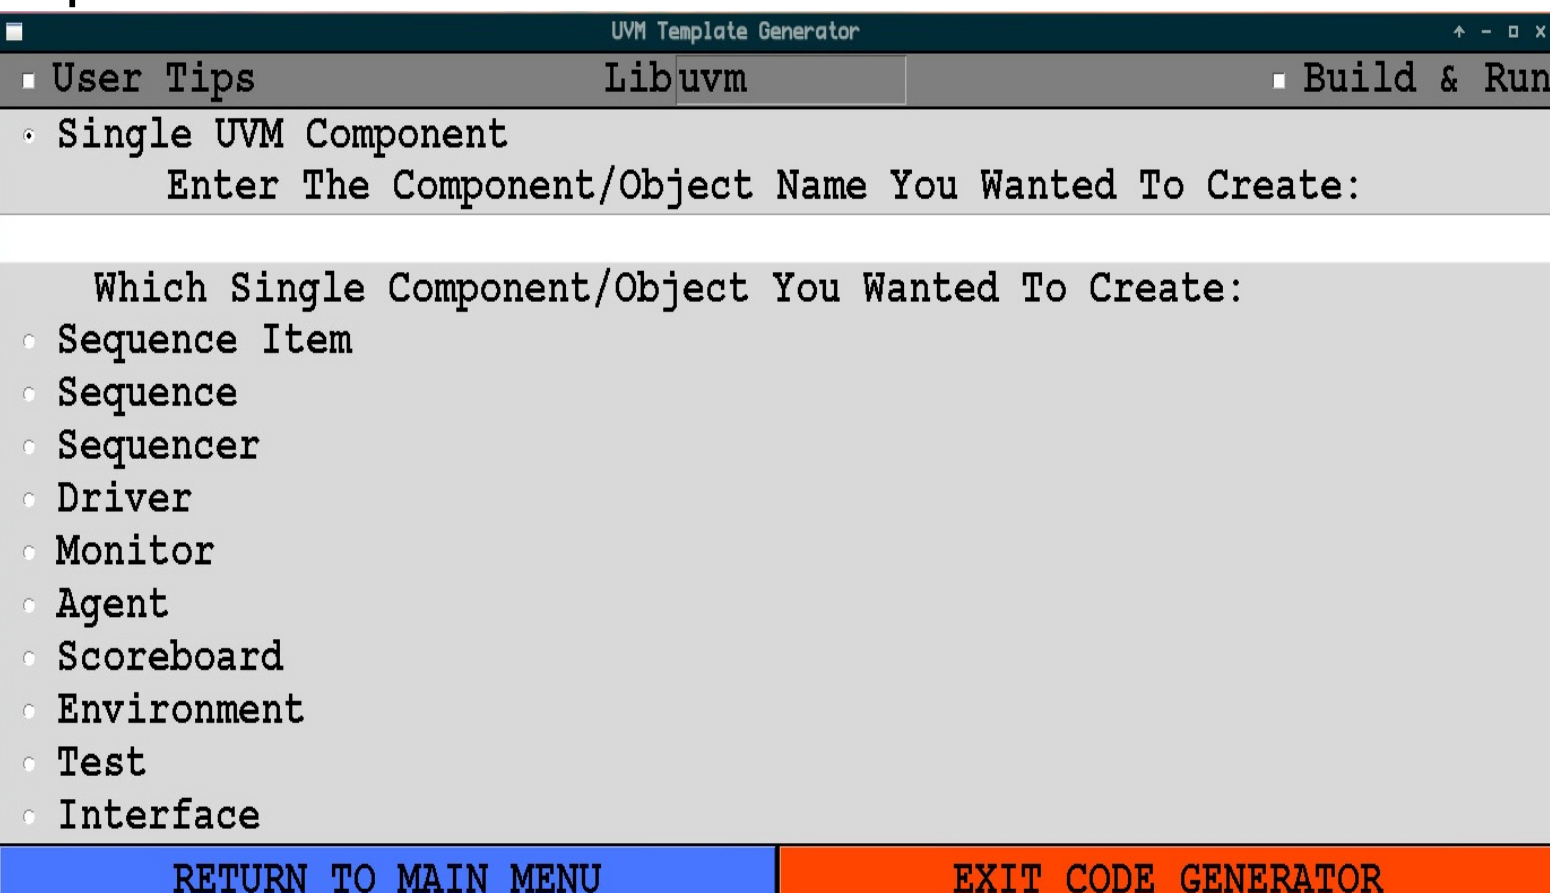 UVM Template Generator
User Tips Lib uvm Build & Run
Single UVM Component
Enter The Component/Object Name You Wanted To Create:
Which Single Component/Object You Wanted To Create:
Sequence Item
Sequence
Sequencer
Driver
Monitor
Agent
Scoreboard
Environment
Test
Interface
RETURN TO MAIN MENU EXIT CODE GENERATOR